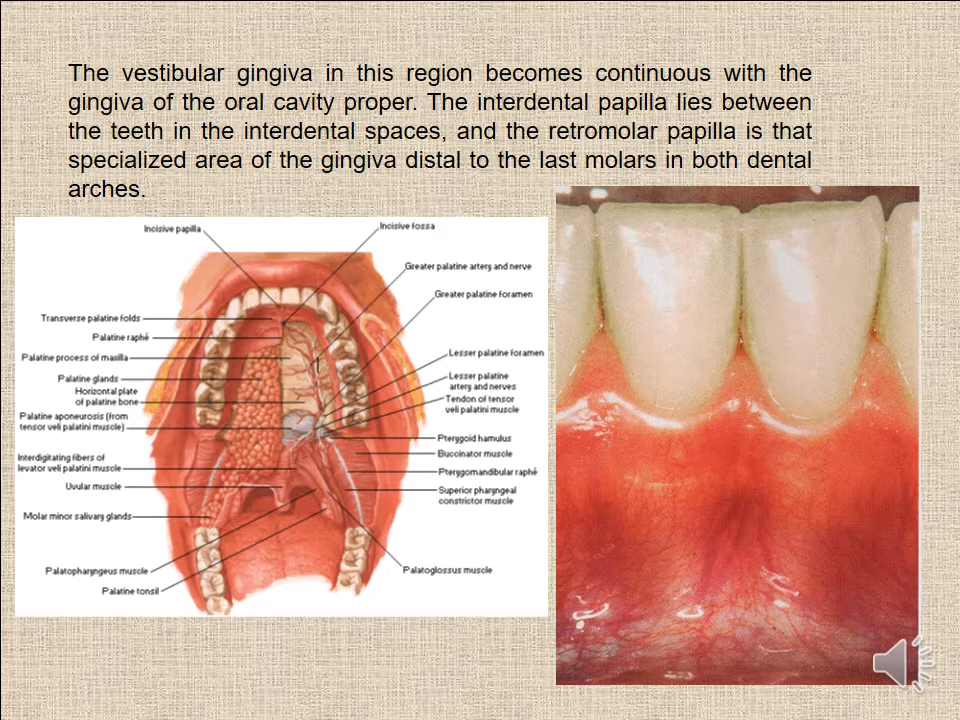 The vestibular gingiva in this region becomes continuous with the
gingiva of the oral cavity proper. The interdental papilla lies between
the teeth in the interdental spaces, and the retromolar papilla is that
specialized area of the gingiva distal to the last molars in both dental
arches.
Incisive papilla
Transverse palatine folds
Palatine raphé
Palatine process of maxilla
Palatine glands
Horizontal plate
of palatine bone
Palatine aponeurosis (from
tensor veli palatini muscle)
Interdigitating fibers of
levator veli palatini muscle
Uvular muscle
Molar minor salivary glands
Palatopharyngeus muscle
Palatine tonsil
Incisive fossa
Greater palatine artery and nerve
Greater palatine foramen
Lesser palatine foramen
Lesser palatine
artery and nerves
Tendon of tensor
veli palatini muscle
Pterygoid hamulus
Buccinator muscle
Pterygomandibular raphé
Superior pharyngeal
constrictor muscle
Palatoglossus muscle